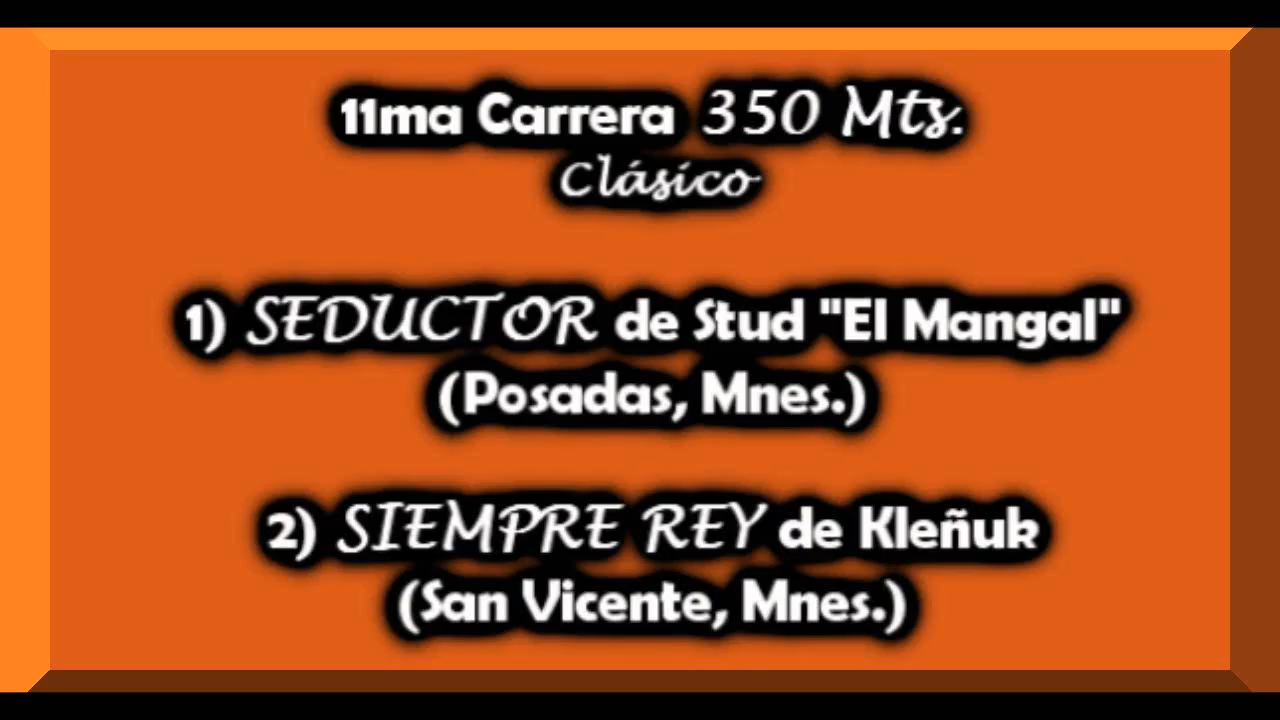 11ma Carrera 350 Mts.
Clásico
1) SEDUCTOR de Stud "El Mangal"
(Posadas, Mnes.)
2) SIEMPRE REY de Kleñuk
(San Vicente, Mnes.)